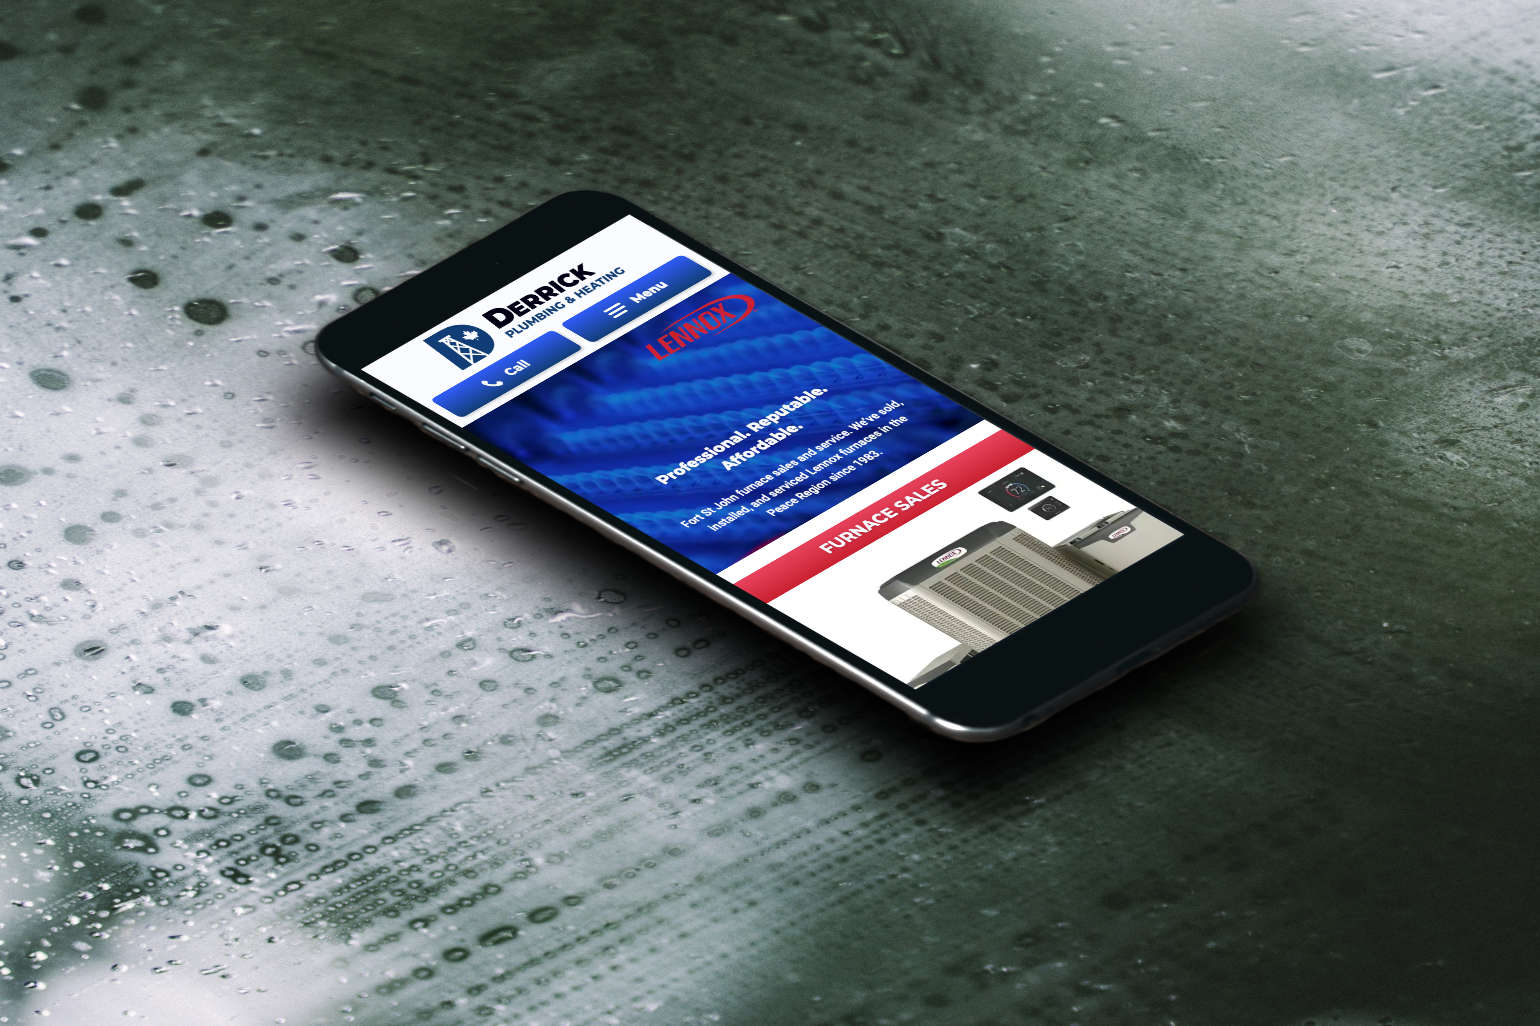 DERRICK
PLUMBING & HEATING
Call
Menu
LENNOX
Professional. Reputable.
Affordable.
Fort St John furnace sales and service. We've sold,
installed, and serviced Lennox furnaces in the
Peace Region since 1983.
FURNACE SALES
72
LENNOX